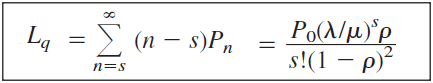 L_q = \sum_{n=s}^{\infty} (n - s)P_n = \frac{P_0(\lambda/\mu)^s \rho}{s!(1 - \rho)^2}